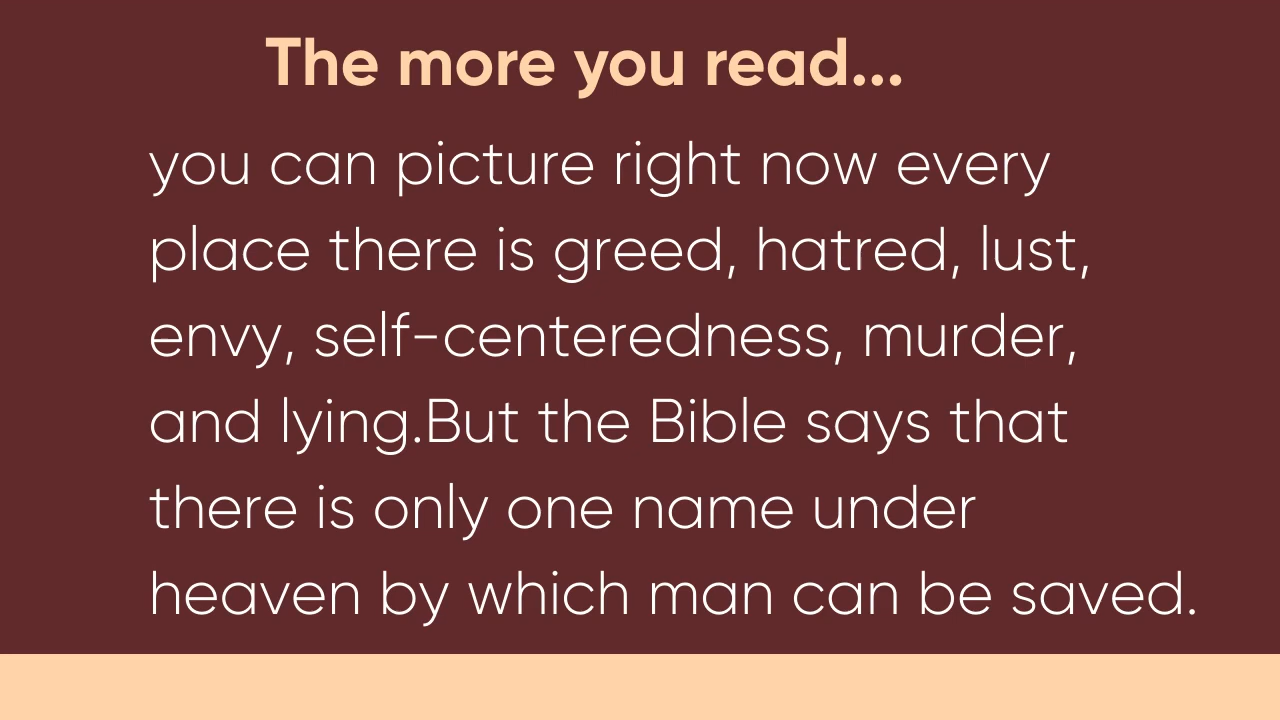 The more you read...
you can picture right now every
place there is greed, hatred, lust,
envy, self-centeredness, murder,
and lying.But the Bible says that
there is only one name under
heaven by which man can be saved.